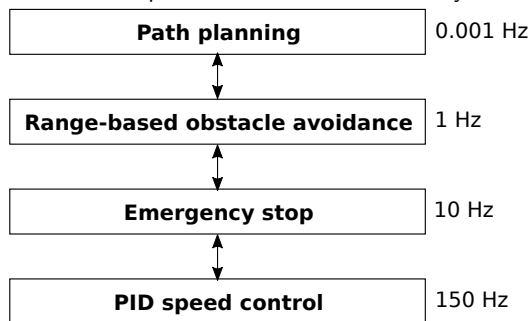 Path planning 0.001 Hz
Range-based obstacle avoidance 1 Hz
Emergency stop 10 Hz
PID speed control 150 Hz